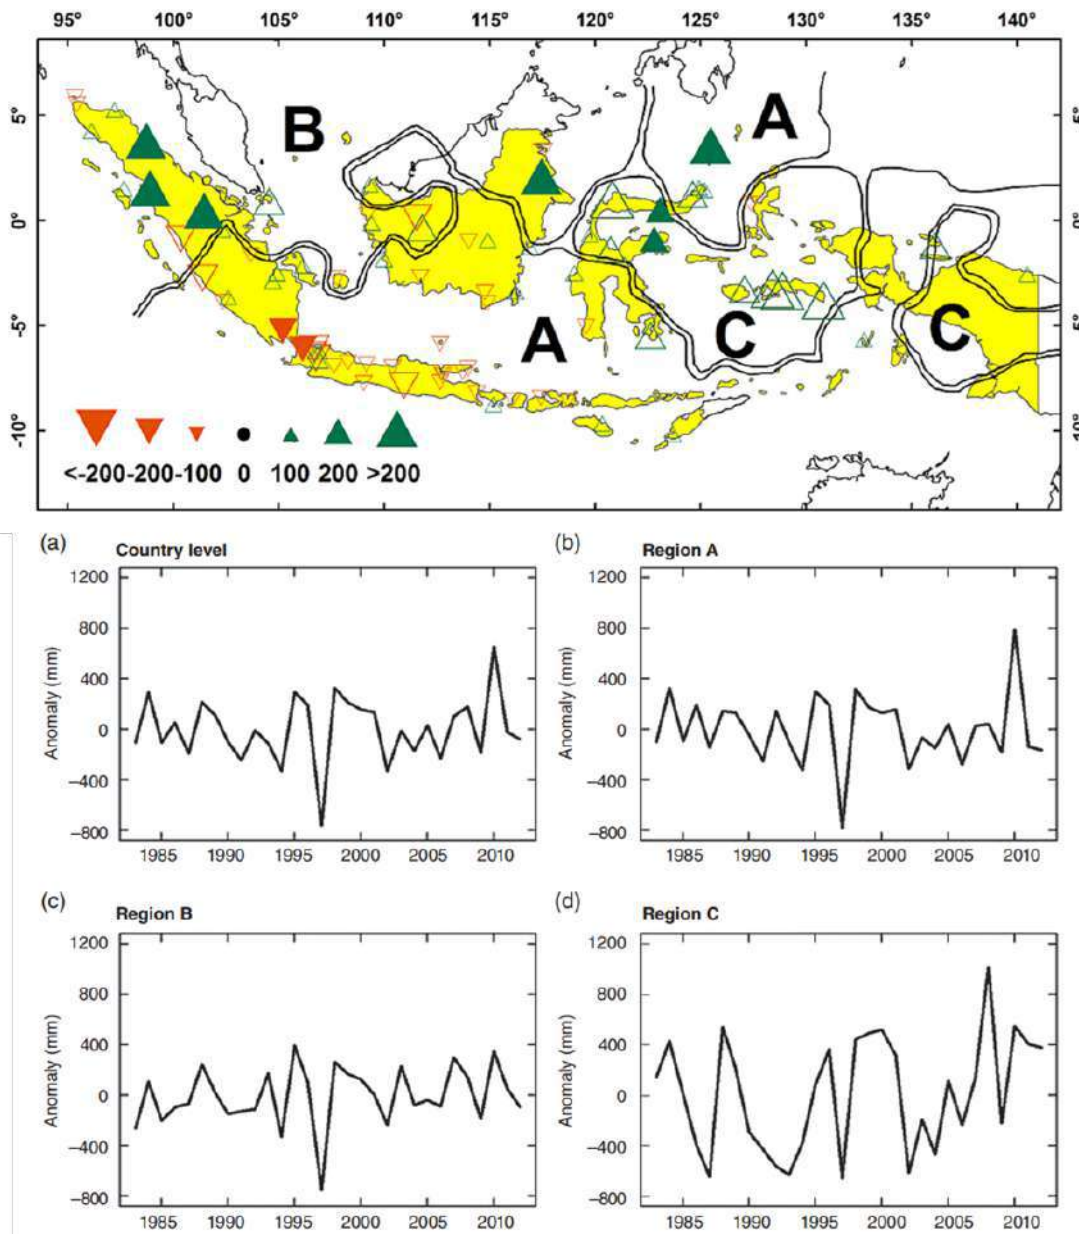 95° 100° 105° 110° 115° 120° 125° 130° 135° 140°
5° 5°
0° 0°
-5° 5°
-10° 10°
B
A
A
C
C
<-200 -200 -100 0 100 200 >200
(a) Country level
1200
800
400
0
−400
−800
Anomaly (mm)
1985 1990 1995 2000 2005 2010
(b) Region A
1200
800
400
0
−400
−800
Anomaly (mm)
1985 1990 1995 2000 2005 2010
(c) Region B
1200
800
400
0
−400
−800
Anomaly (mm)
1985 1990 1995 2000 2005 2010
(d) Region C
1200
800
400
0
−400
−800
Anomaly (mm)
1985 1990 1995 2000 2005 2010